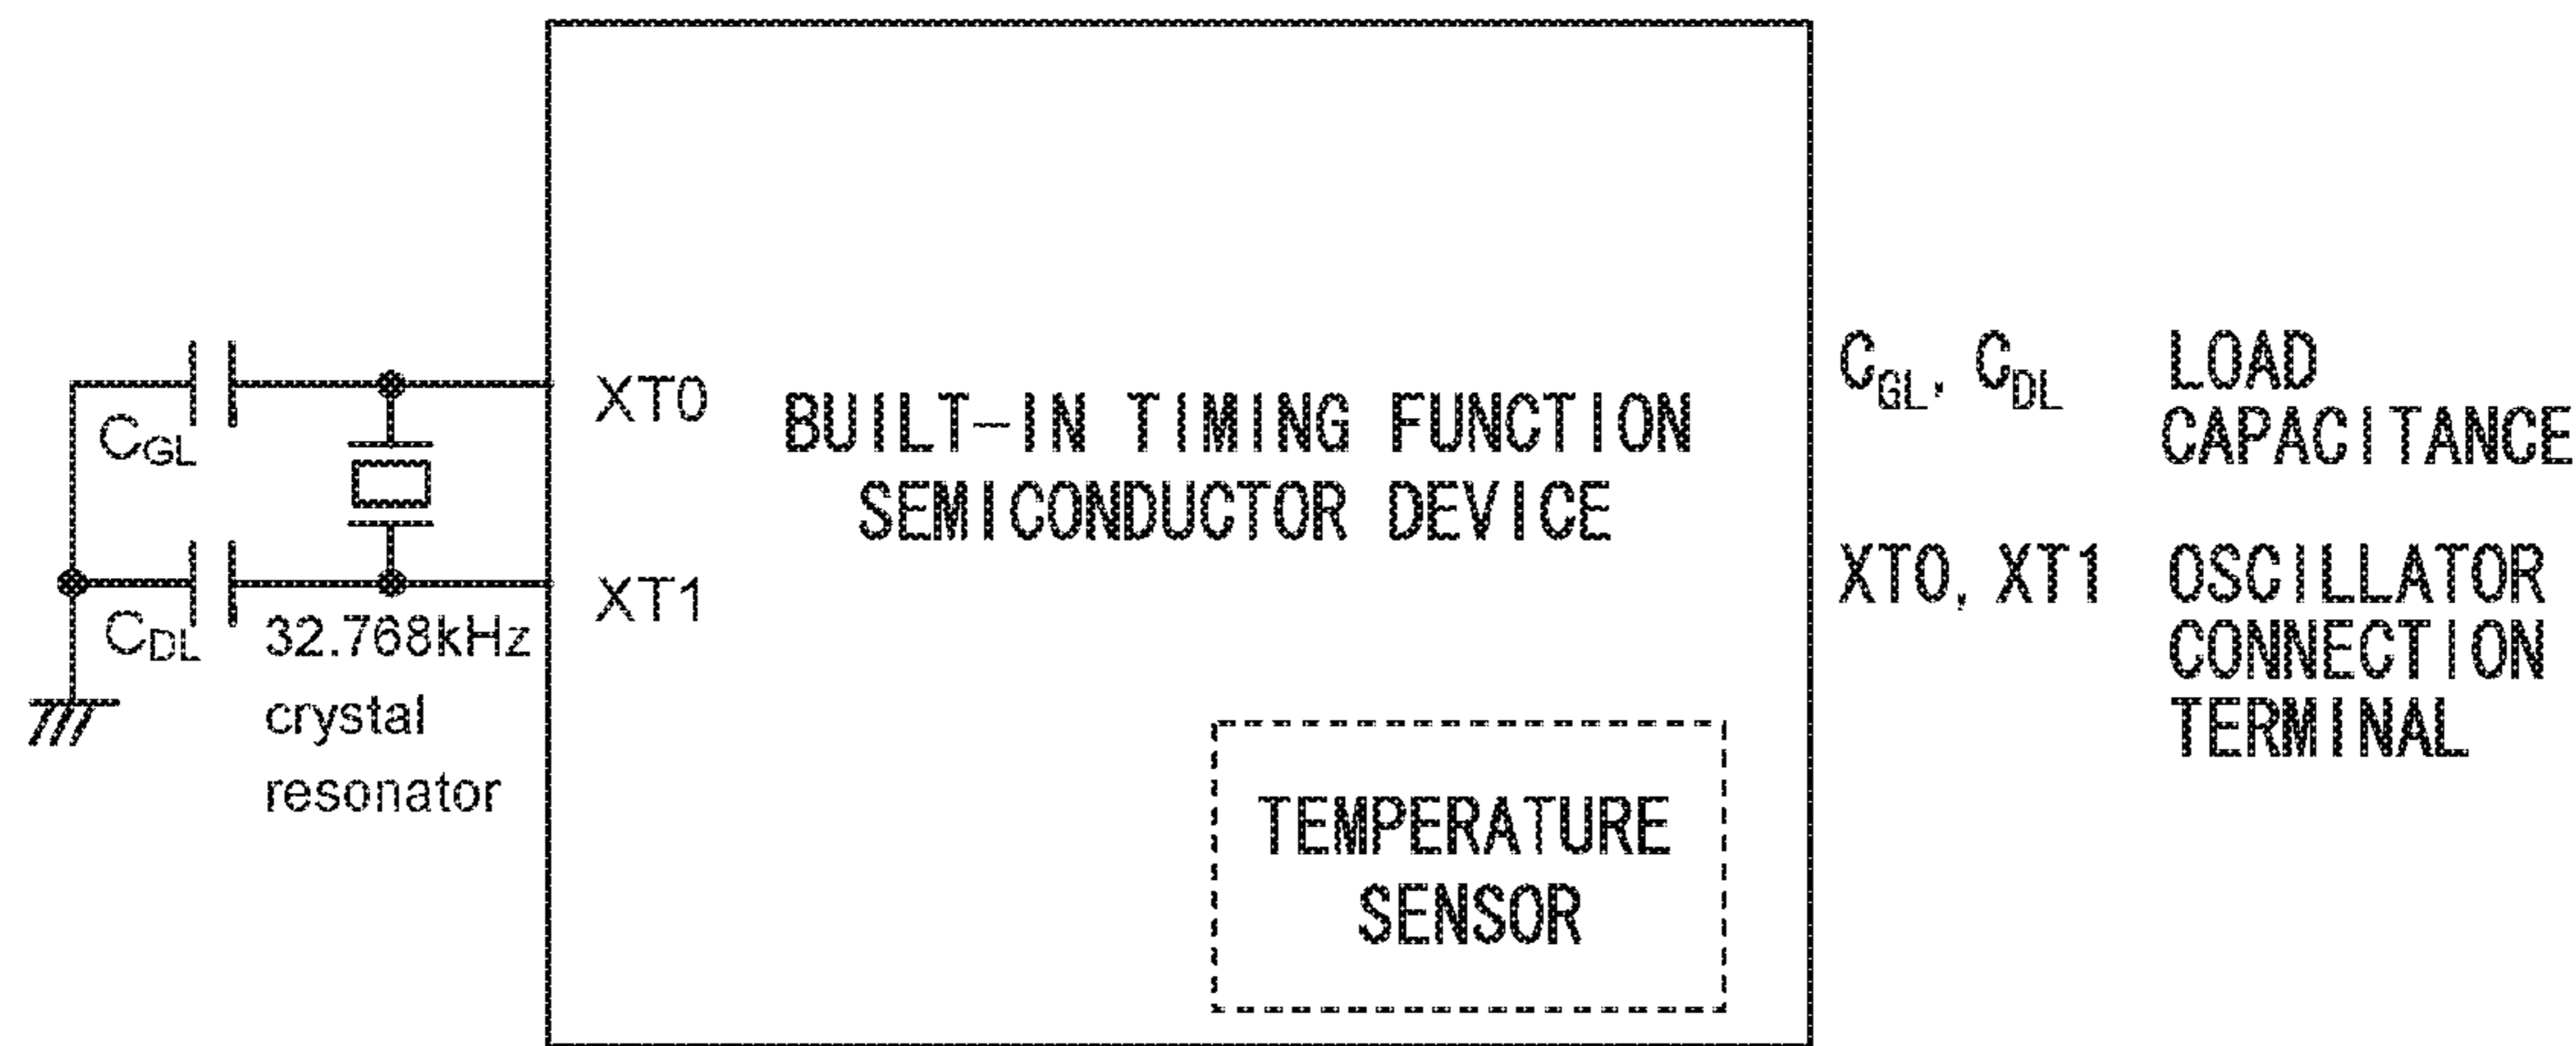 C_GL
C_DL
32.768kHz
crystal
resonator
XT0
XT1
BUILT-IN TIMING FUNCTION
SEMICONDUCTOR DEVICE
TEMPERATURE
SENSOR
C_GL, C_DL LOAD
CAPACITANCE
XT0, XT1 OSCILLATOR
CONNECTION
TERMINAL